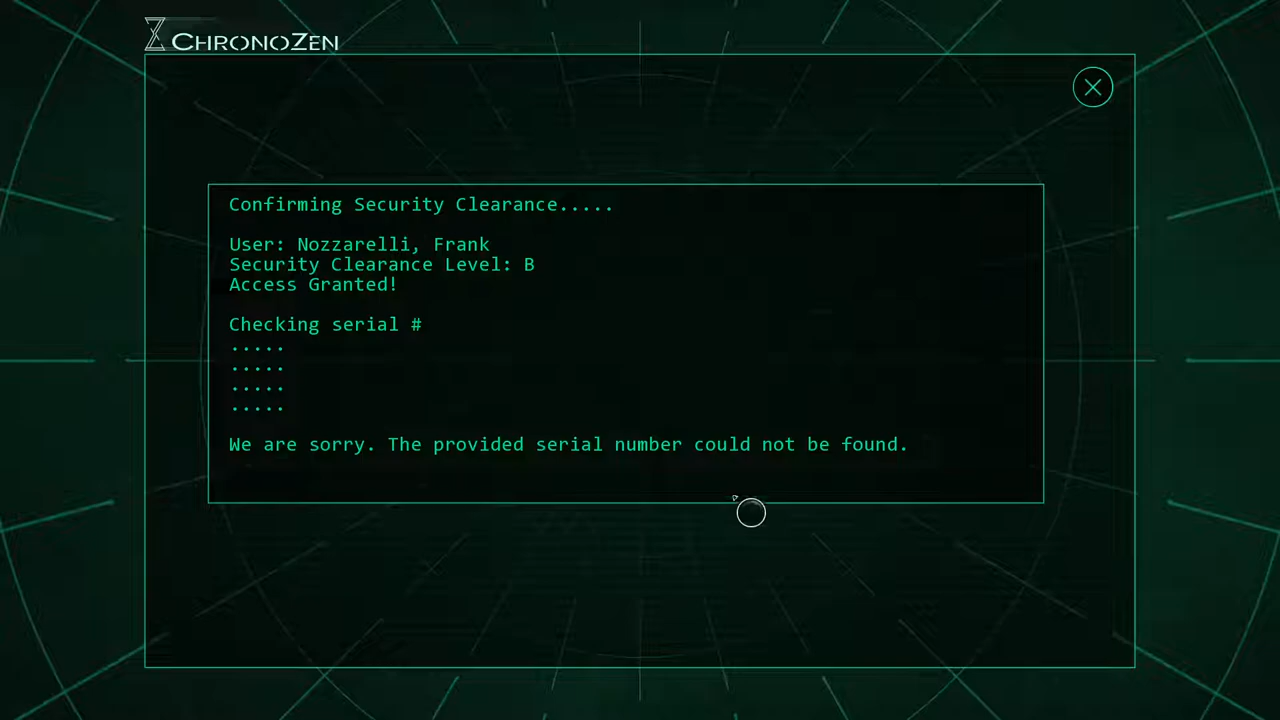 ChronoZen
Confirming Security Clearance.....
User: Nozzarelli, Frank
Security Clearance Level: B
Access Granted!
Checking serial #
.....
.....
.....
.....
We are sorry. The provided serial number could not be found.